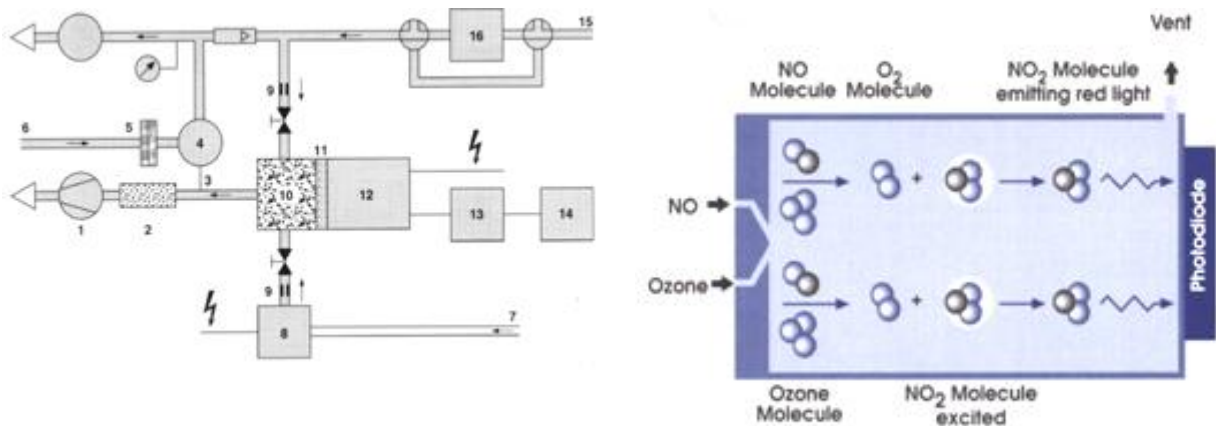 15
16
9
6
5
4
11
3
10
12
13
14
1
2
9
7
8
Vent
NO
Molecule
O2
Molecule
NO2 Molecule
emitting red light
NO
Ozone
+
+
Photodiode
Ozone
Molecule
NO2 Molecule
excited